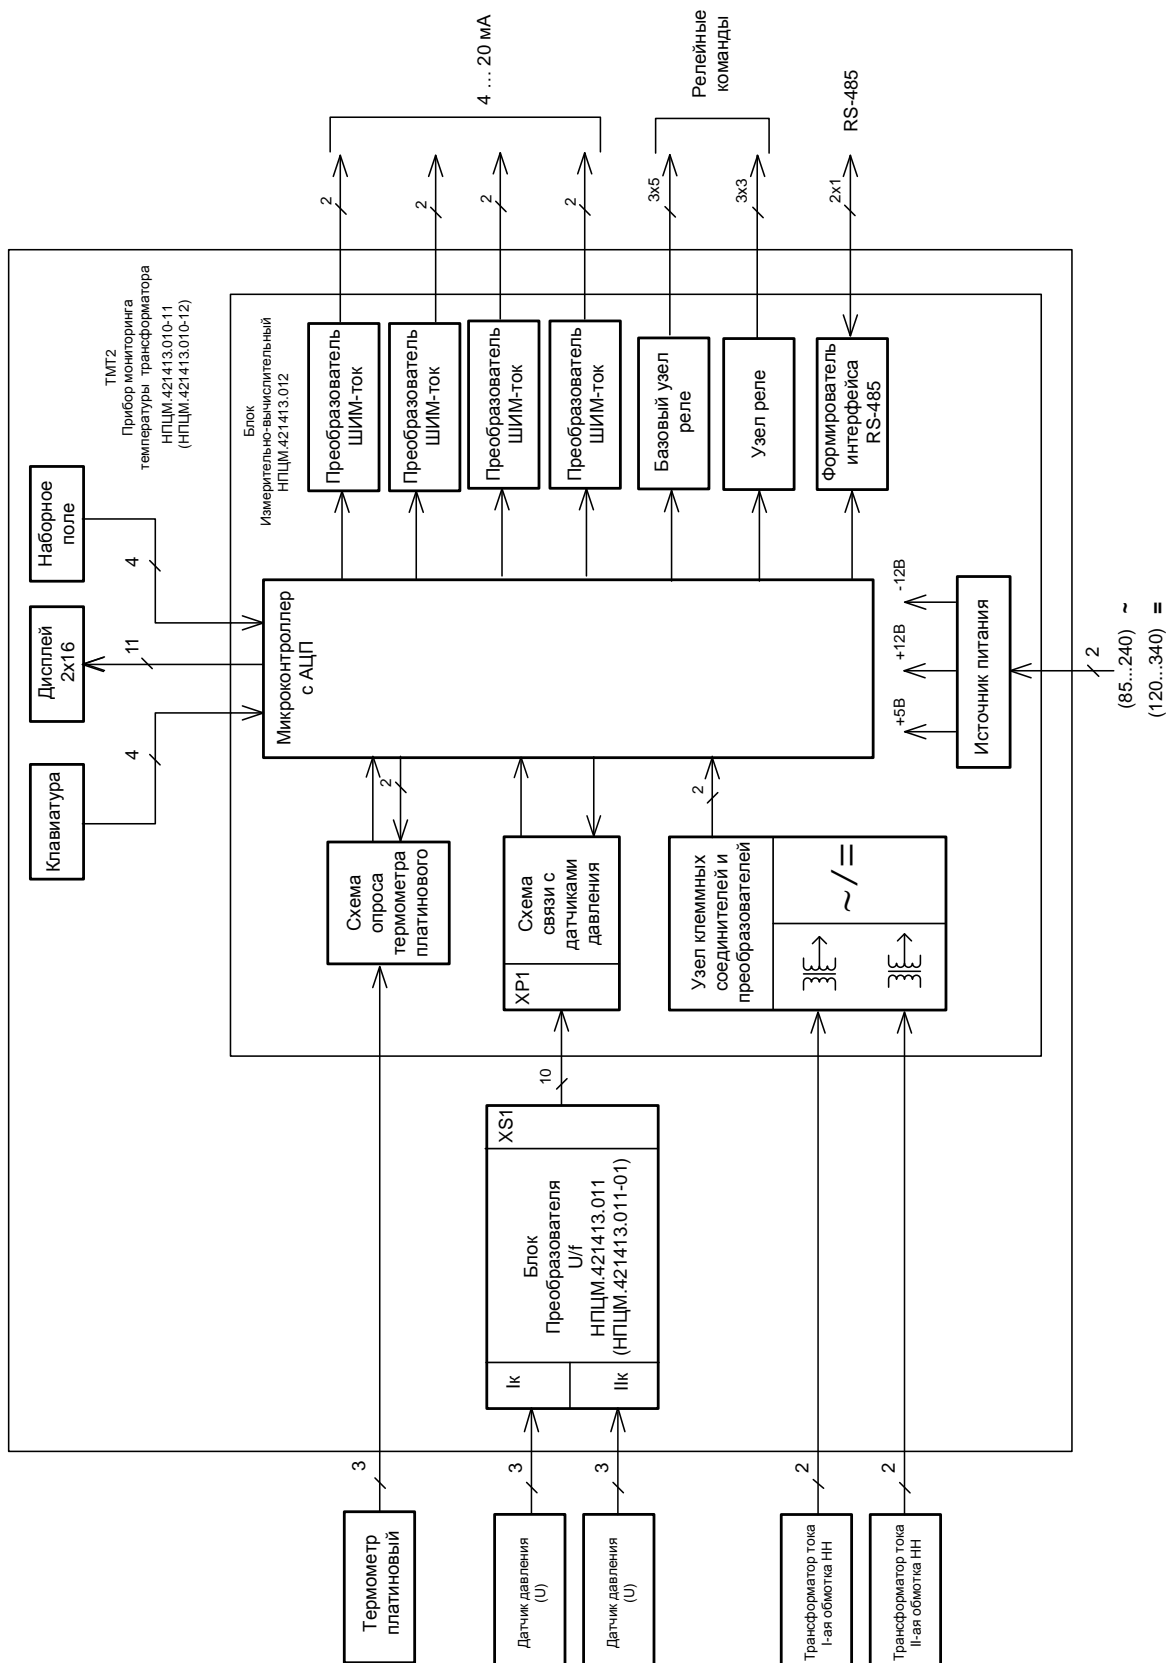 ТМТ2
Прибор мониторинга
температуры трансформатора
НПЦМ.421413.010-11
(НПЦМ.421413.010-12)
Клавиатура
4
Дисплей
2х16
11
Наборное
поле
4
Блок
Измерительно-вычислительный
НПЦМ.421413.012
Термометр
платиновый
3
Датчик давления
(U)
3
Датчик давления
(U)
3
Трансформатор тока
I-ая обмотка НН
2
Трансформатор тока
II-ая обмотка НН
2
Iк
IIк
Блок
Преобразователя
U/f
НПЦМ.421413.011
(НПЦМ.421413.011-01)
XS1
10
Схема
опроса
термометра
платинового
2
XP1
Схема
связи с
датчиками
давления
Узел клеммных
соединителей и
преобразователей
~/=
2
Микроконтроллер
с АЦП
Преобразователь
ШИМ-ток
2
Преобразователь
ШИМ-ток
2
Преобразователь
ШИМ-ток
2
Преобразователь
ШИМ-ток
2
4 ... 20 мА
Базовый узел
реле
3х5
Узел реле
3х3
Релейные
команды
Формирователь
интерфейса
RS-485
2х1
RS-485
+5В
+12В
-12В
Источник питания
2
(85...240) ~
(120...340) =